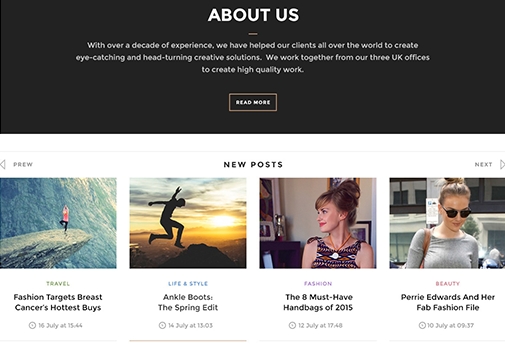 ABOUT US
With over a decade of experience, we have helped our clients all over the world to create
eye-catching and head-turning creative solutions. We work together from our three UK offices
to create high quality work.
READ MORE
PREW
NEW POSTS
NEXT
TRAVEL
Fashion Targets Breast
Cancer's Hottest Buys
16 July at 15:44
LIFE & STYLE
Ankle Boots:
The Spring Edit
14 July at 13:03
FASHION
The 8 Must-Have
Handbags of 2015
12 July at 17:48
BEAUTY
Perrie Edwards And Her
Fab Fashion File
10 July at 09.37